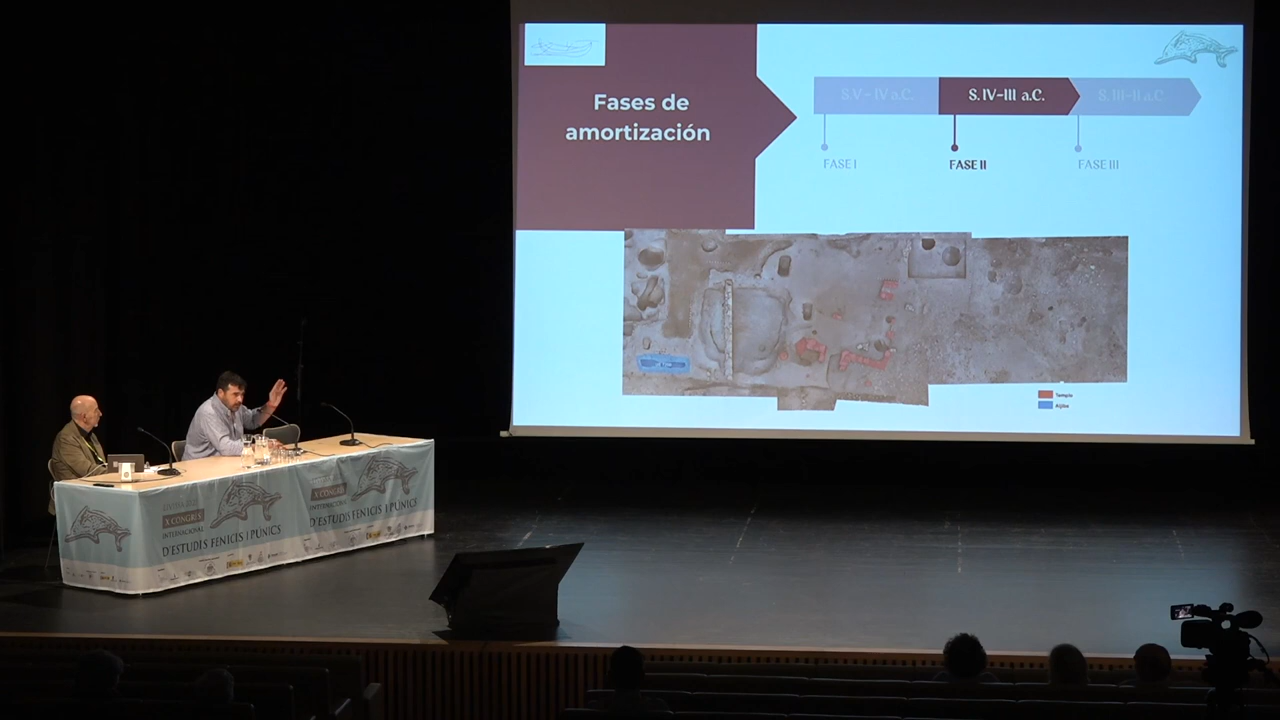 Fases de
amortización
S.V-IV a.C.
S. IV-III a.C.
S. III-II a.C.
FASE I
FASE II
FASE III
Templo
Aljibe
X CONGRÉS
INTERNACIONAL
D'ESTUDIS FENICIS I PÚNICS
X CONGRÉS
INTERNACIONAL
D'ESTUDIS FENICIS I PÚNICS